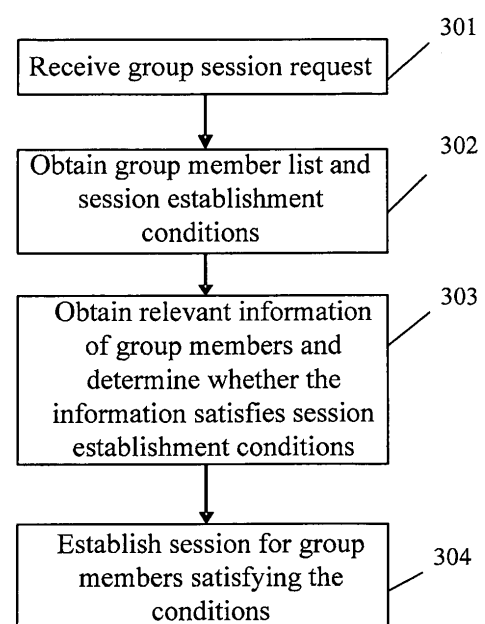 301
Receive group session request
302
Obtain group member list and
session establishment
conditions
303
Obtain relevant information
of group members and
determine whether the
information satisfies session
establishment conditions
304
Establish session for group
members satisfying the
conditions